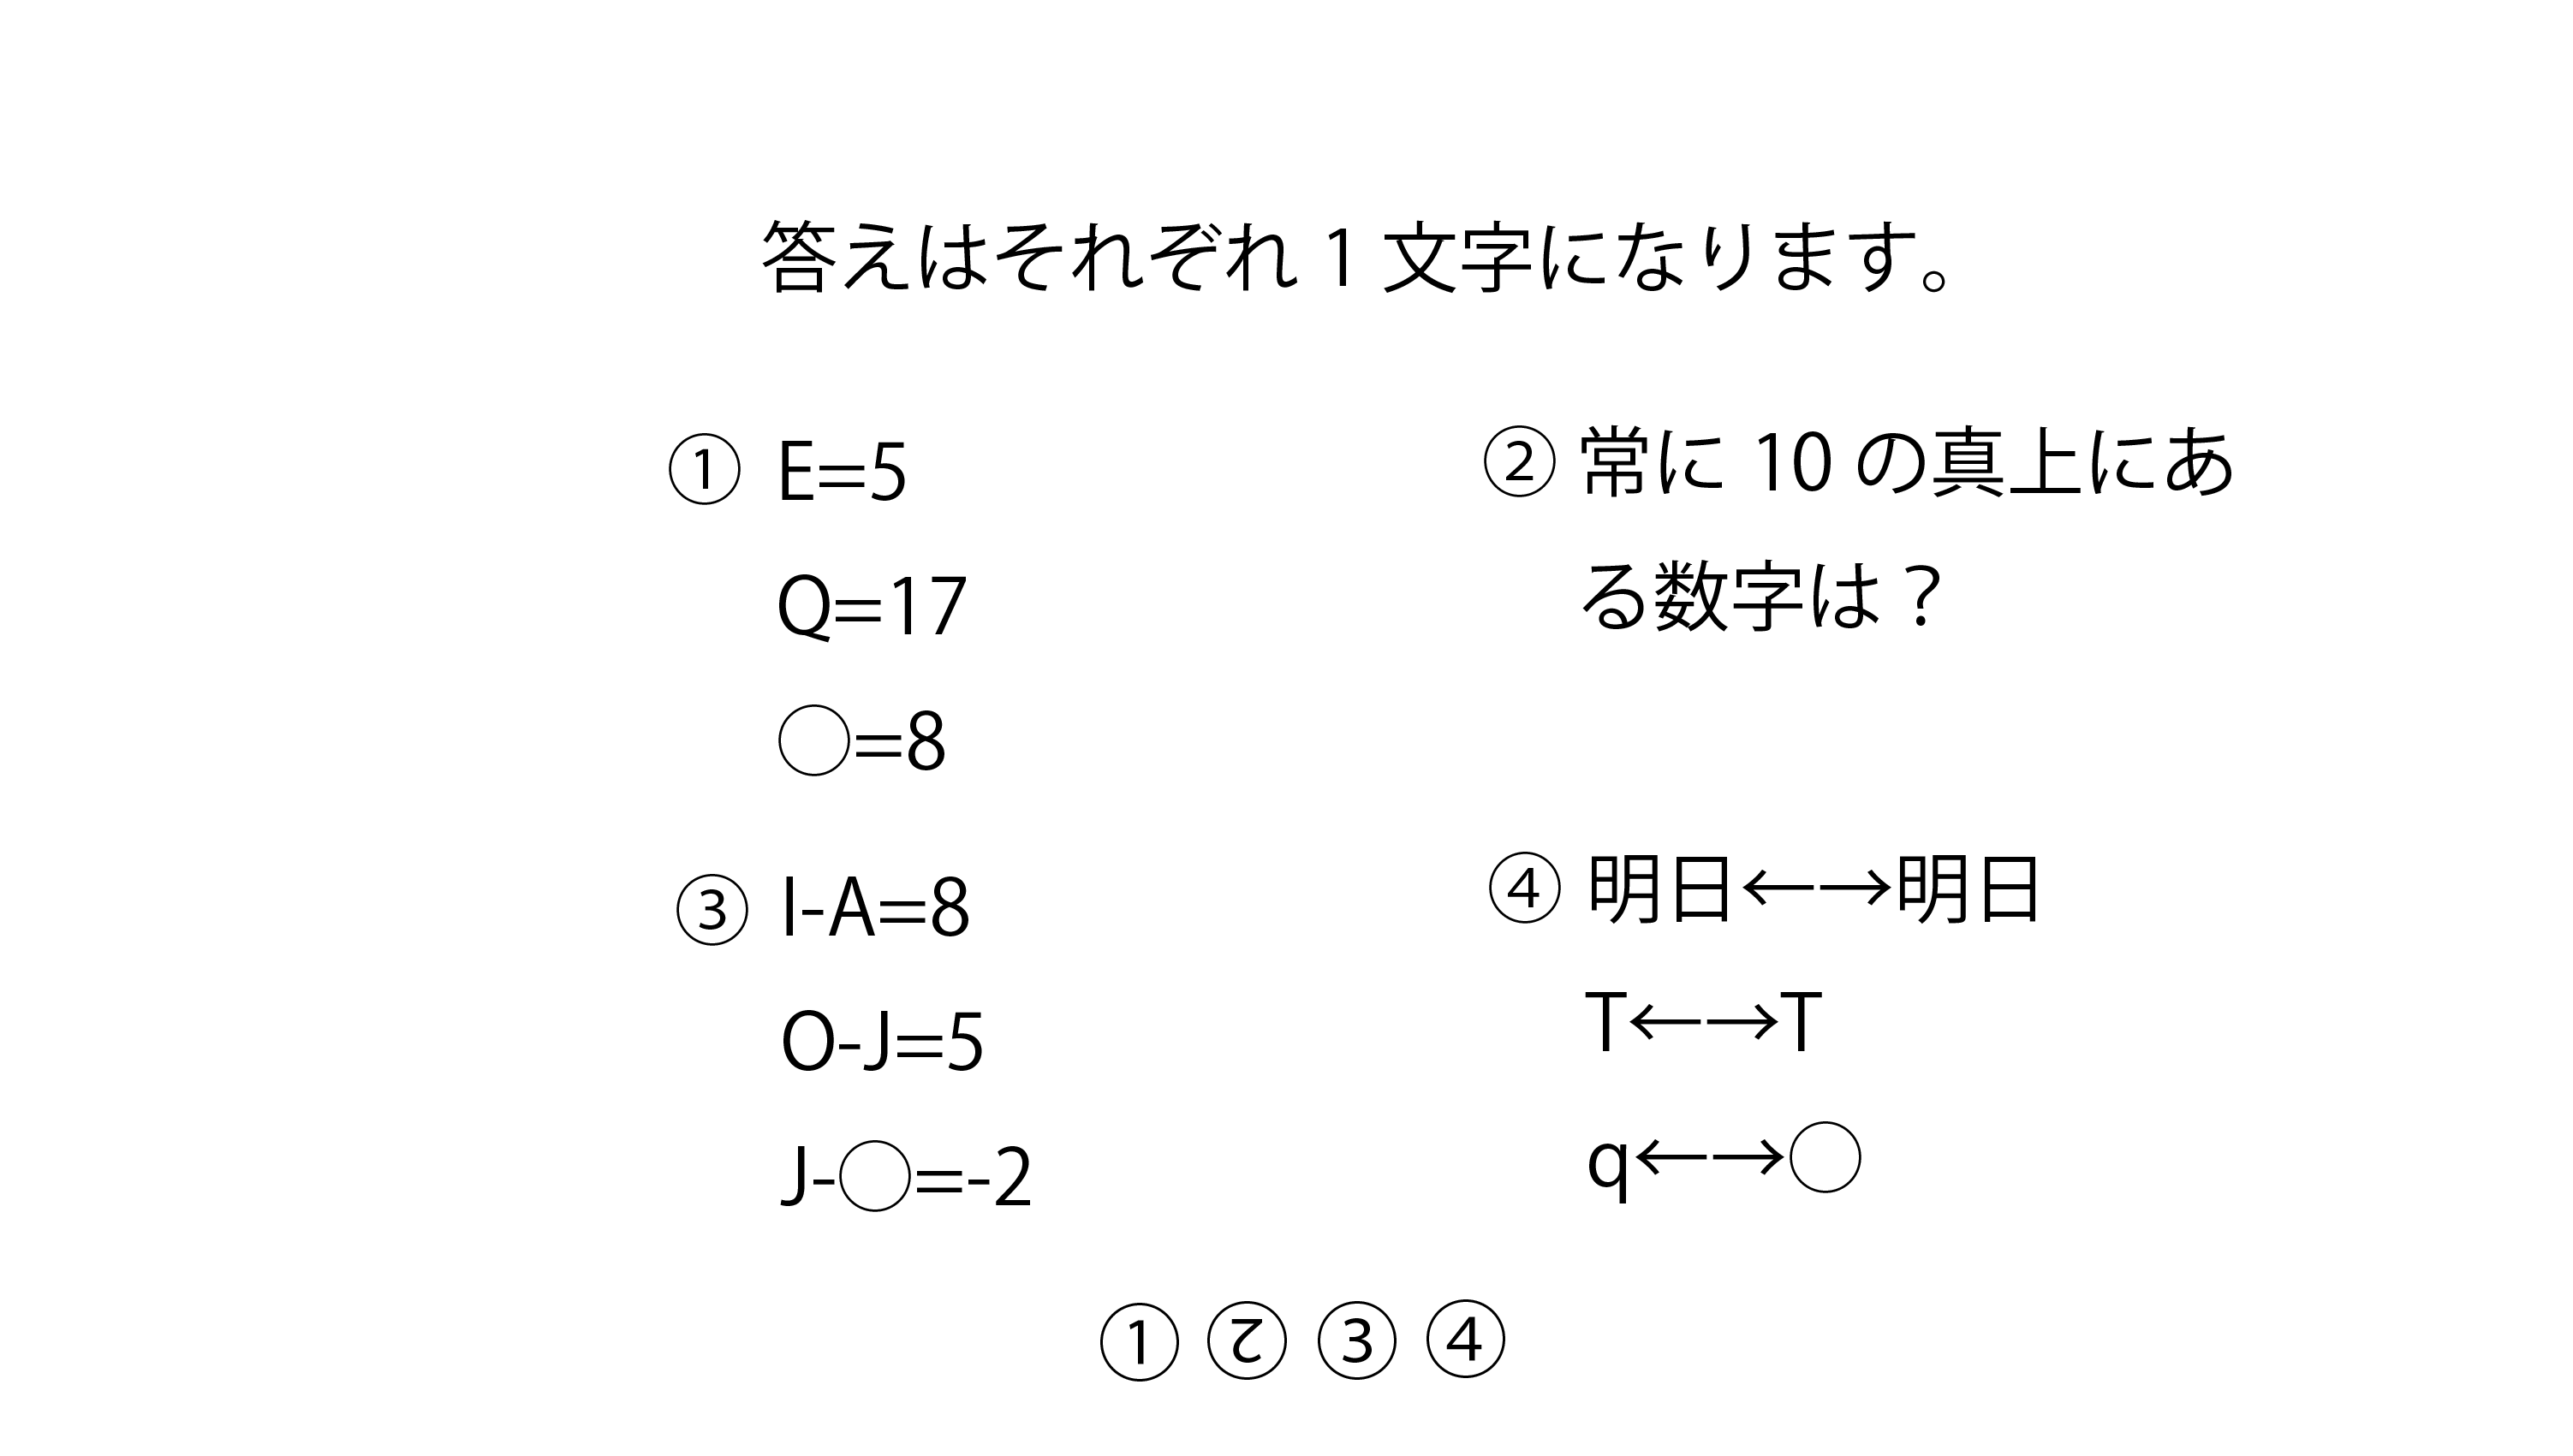 答えはそれぞれ 1 文字になります。
① E=5
Q=17
○=8
② 常に 10 の真上にあ
る数字は？
③ I-A=8
O-J=5
J-○=-2
④ 明日←→明日
T←→T
q←→○
① ② ③ ④